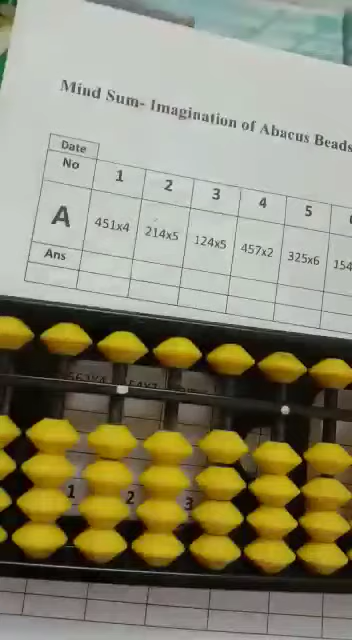 Mind Sum- Imagination of Abacus Beads
Date
No 1 2 3 4 5
A 451x4 214x5 124x5 457x2 325x6 154
Ans
1 2 3